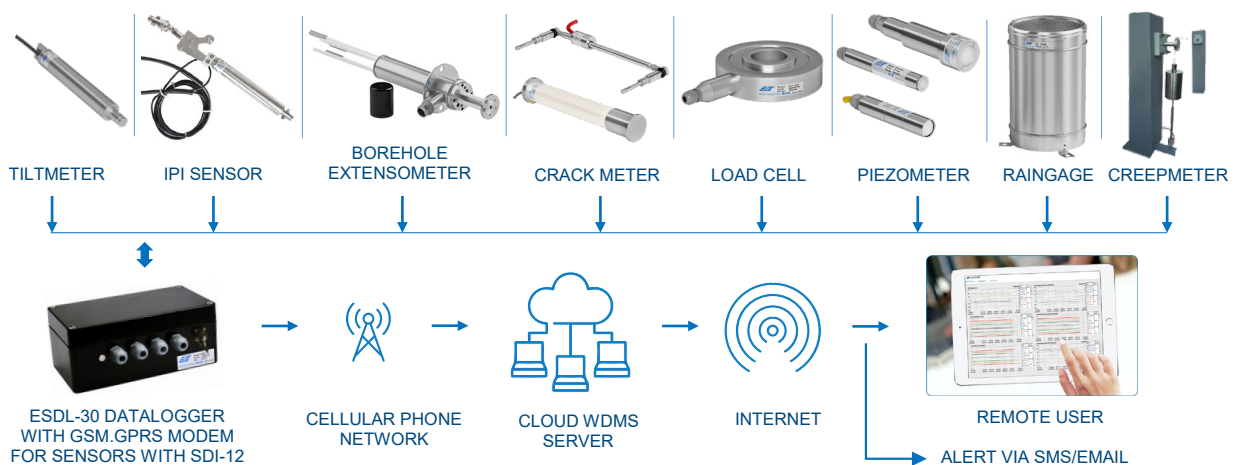 TILTMETER
IPI SENSOR
BOREHOLE
EXTENSOMETER
CRACK METER
LOAD CELL
PIEZOMETER
RAINGAGE
CREEPMETER
ESDL-30 DATALOGGER
WITH GSM.GPRS MODEM
FOR SENSORS WITH SDI-12
CELLULAR PHONE
NETWORK
CLOUD WDMS
SERVER
INTERNET
REMOTE USER
ALERT VIA SMS/EMAIL